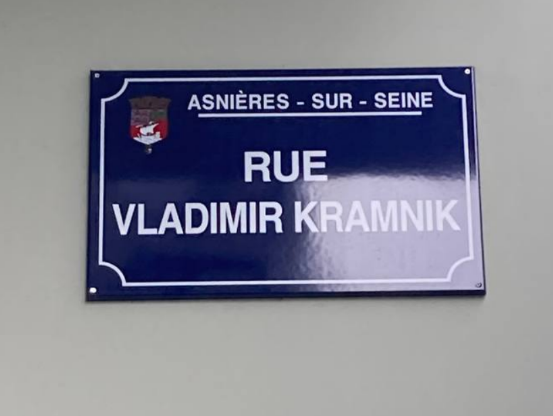 ASNIÈRES - SUR - SEINE
RUE
VLADIMIR KRAMNIK